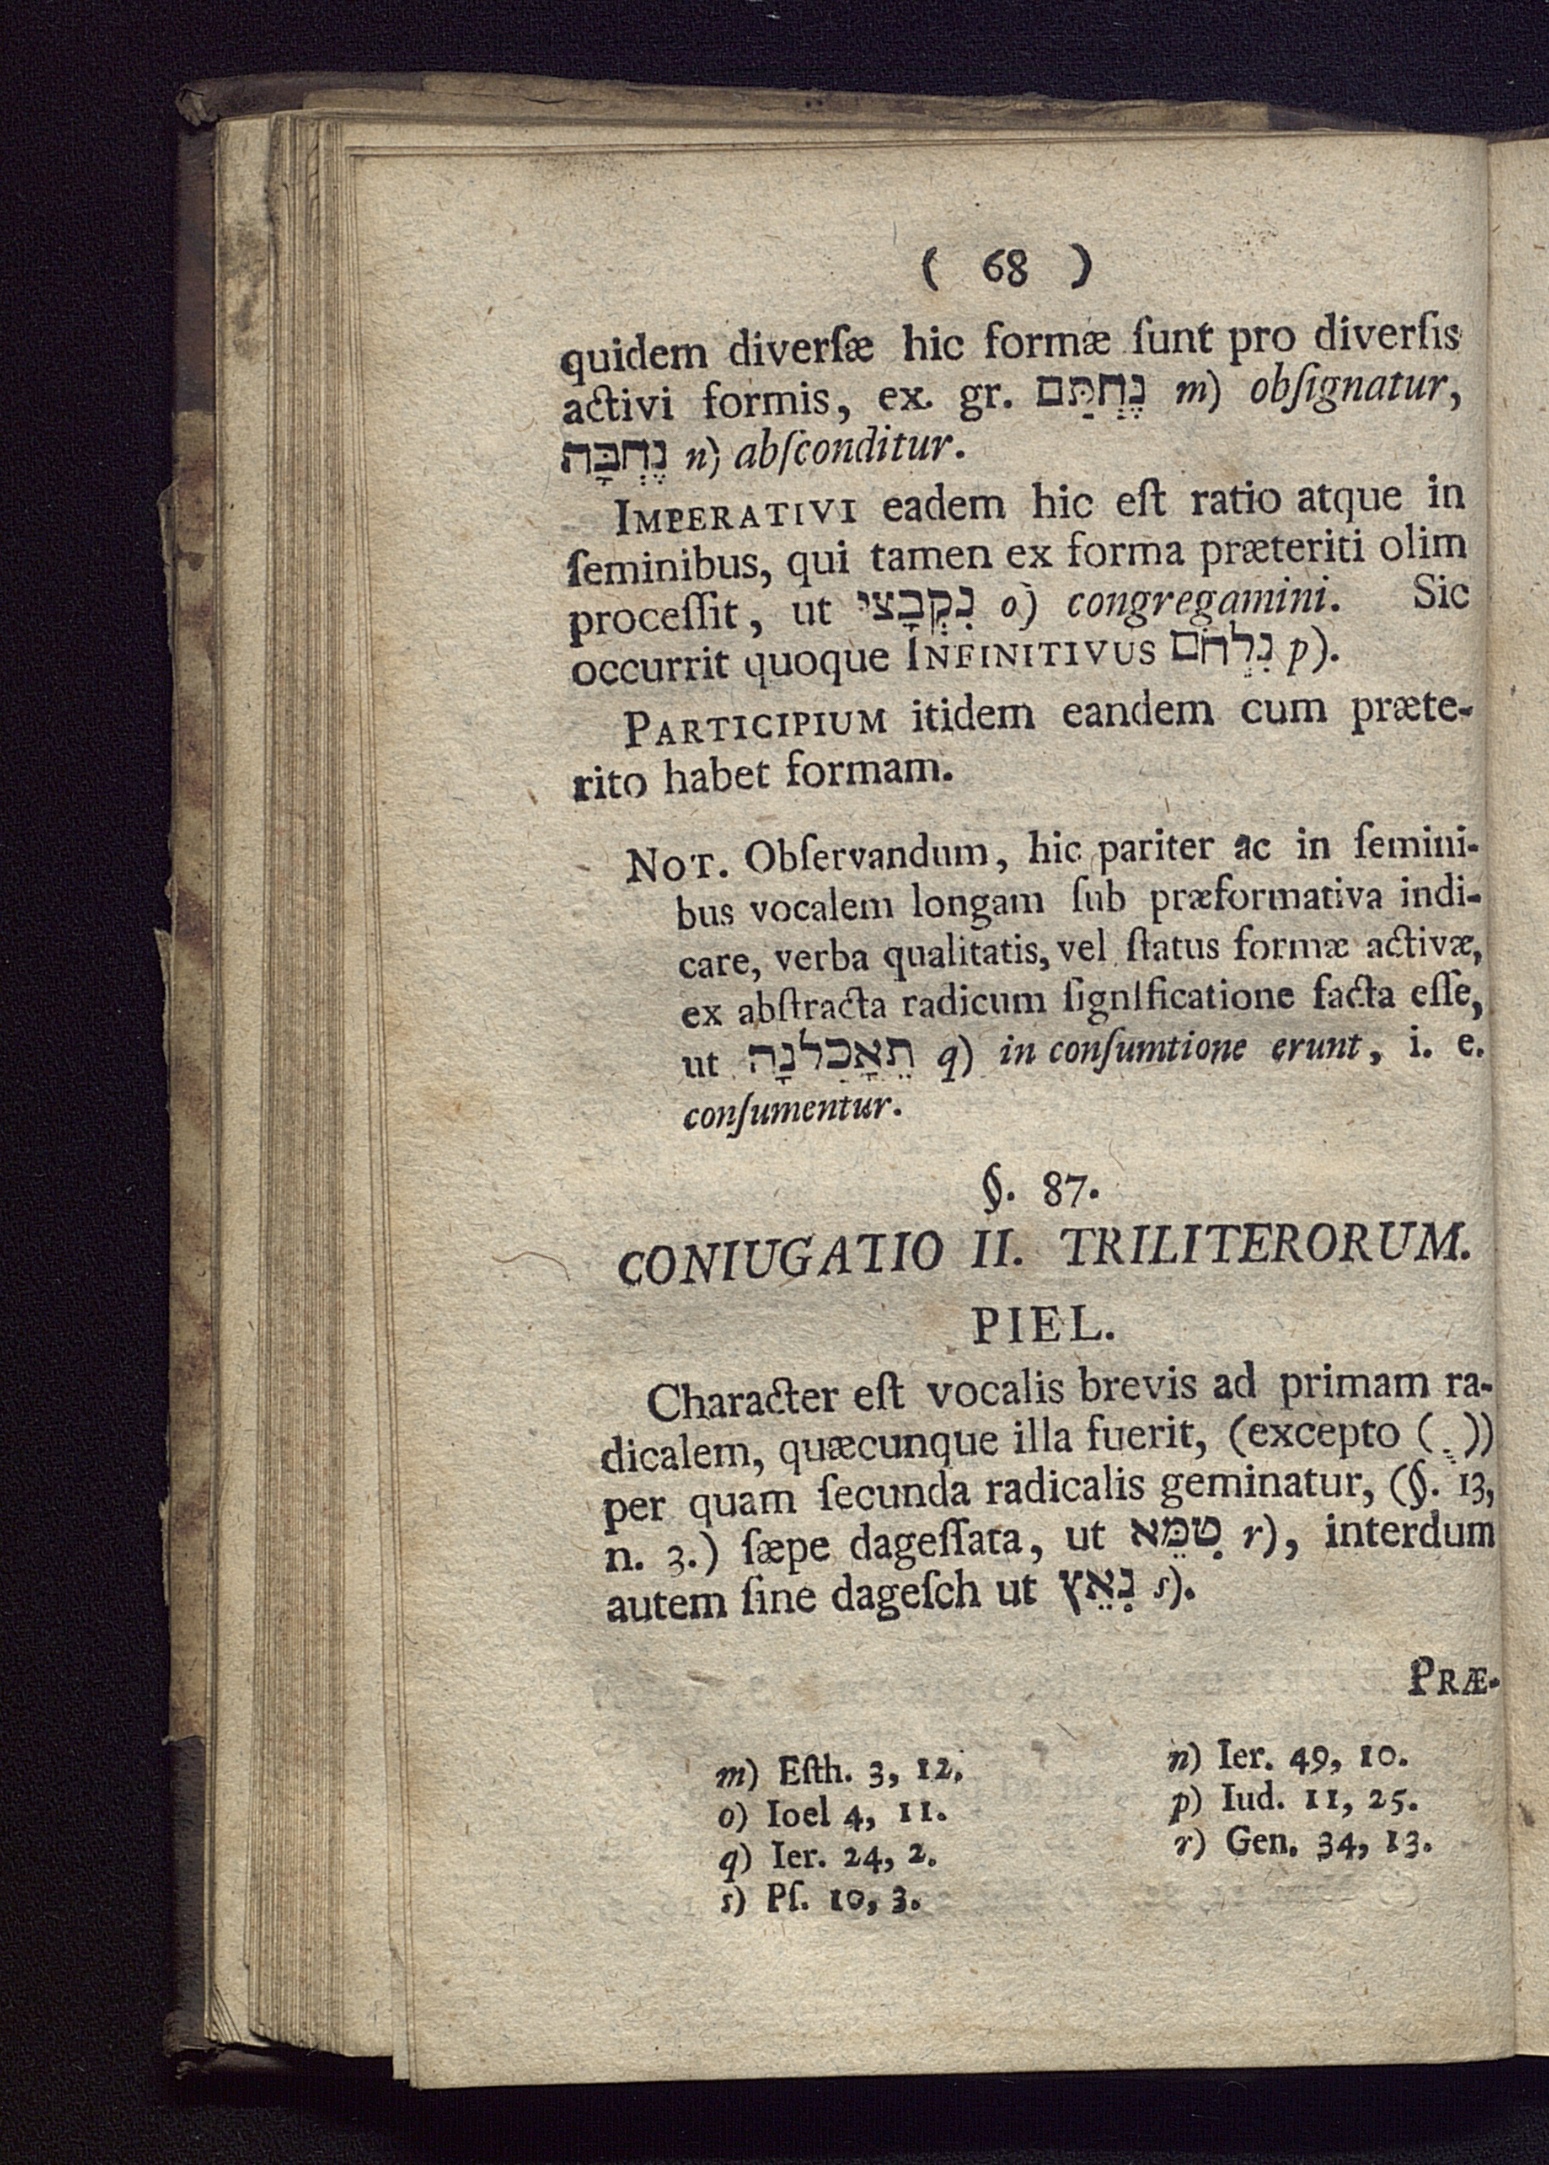 ( 68 )
quidem diverſæ hic formæ ſunt pro diverſis
activi formis, ex. gr. נֶחְתַּם m) obſignatur,
נֶחְבָּה n) abſconditur.
IMPERATIVI eadem hic eſt ratio atque in
ſeminibus, qui tamen ex forma præteriti olim
proceſſit, ut נִקְבָּצי o) congregamini. Sic
occurrit quoque INFINITIVUS נִלְחֹם p).
PARTICIPIUM itidem eandem cum præte-
rito habet formam.
NOT. Obſervandum, hic pariter ac in ſemini-
bus vocalem longam ſub præformativa indi-
care, verba qualitatis, vel ſtatus formæ activæ,
ex abſtracta radicum ſignIficatione facta eſſe,
ut תֵאָכַלנָה q) in conſumtione erunt, i. e.
conſumentur.
§. 87.
CONIUGATIO II. TRILITERORUM.
PIEL.
Character eſt vocalis brevis ad primam ra-
dicalem, quæcunque illa fuerit, (excepto ( ֶ ))
per quam ſecunda radicalis geminatur, (§. 13,
n. 3.) ſæpe dageſſata, ut טִמֵּא r), interdum
autem ſine dageſch ut נִאֵץ s).
PRÆ-
m) Eſth. 3, 12.
n) Ier. 49, 10.
o) Ioel 4, 11.
p) Iud. 11, 25.
q) Ier. 24, 2.
r) Gen. 34, 13.
s) Pſ. 10, 3.